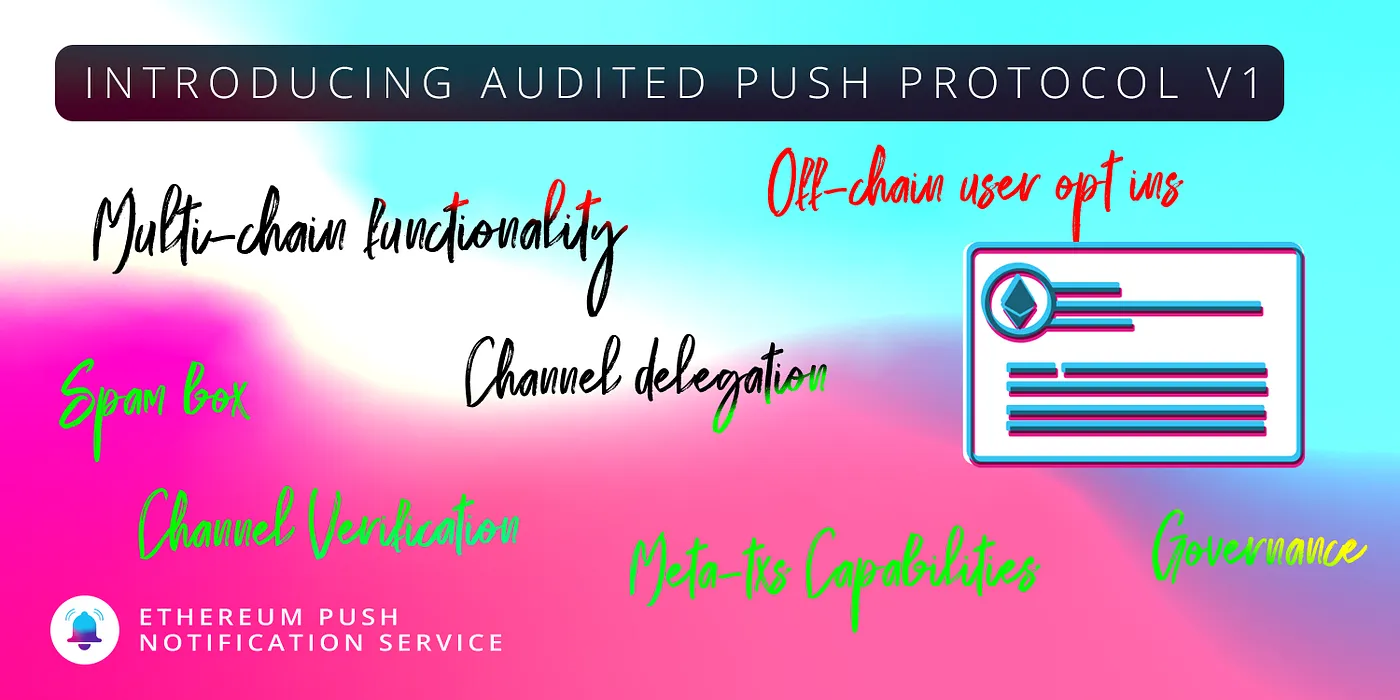 INTRODUCING AUDITED PUSH PROTOCOL V1
Off-chain user opt ins
Multi-chain functionality
Channel delegation
Spam box
Channel Verification
Meta-txs Capabilities
Governance
ETHEREUM PUSH
NOTIFICATION SERVICE